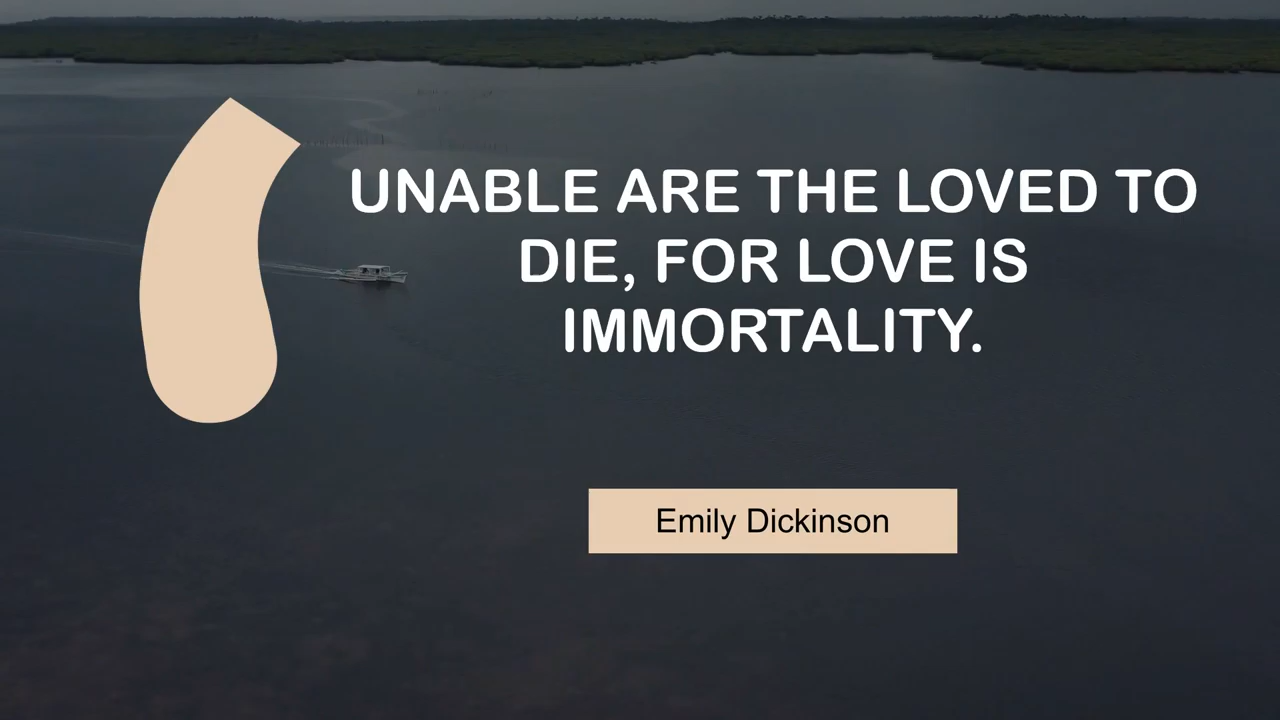 UNABLE ARE THE LOVED TO
DIE, FOR LOVE IS
IMMORTALITY.
Emily Dickinson